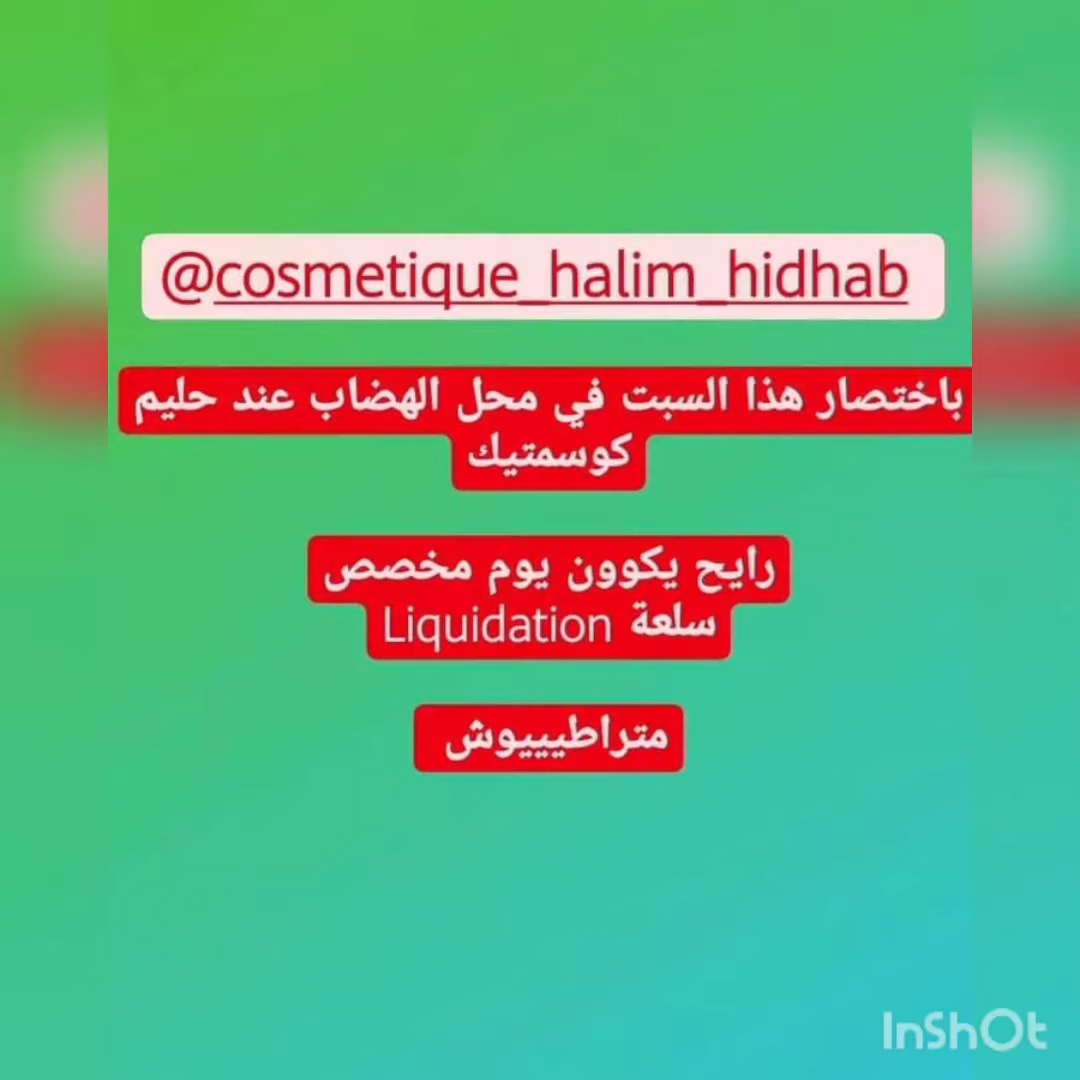 @cosmetique_halim_hidhab
باختصار هذا السبت في محل الهضاب عند حليم
كوسمتيك
رايح يكوون يوم مخصص
سلعة Liquidation
متراطيييوش
InShOt